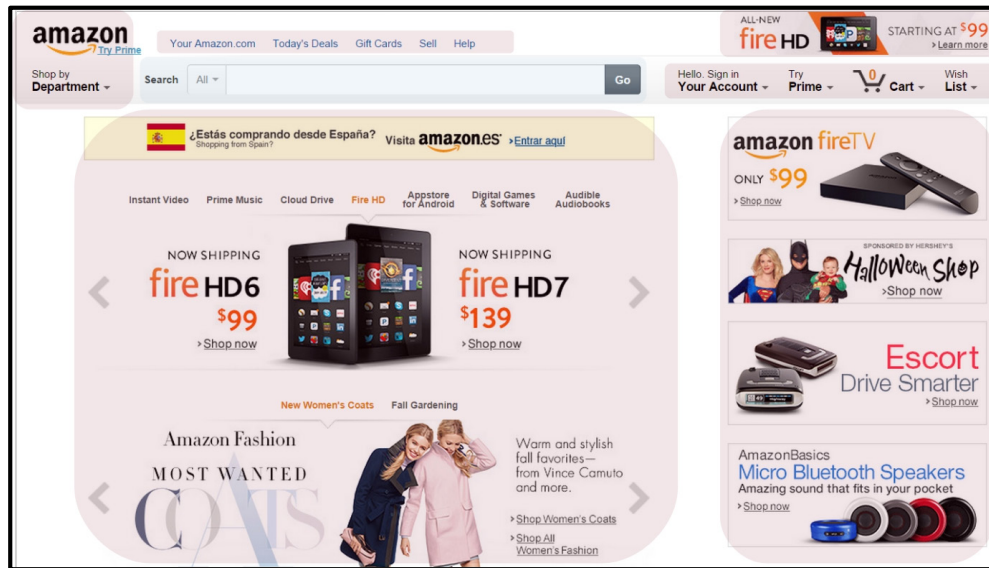 amazon
Try Prime
Your Amazon.com Today's Deals Gift Cards Sell Help
ALL-NEW
fire HD
STARTING AT $99
› Learn more
Shop by
Department
Search All Go
Hello. Sign in
Your Account
Try
Prime
0
Cart
Wish
List
¿Estás comprando desde España?
Shopping from Spain?
Visita amazon.es ›Entrar aquí
Instant Video Prime Music Cloud Drive Fire HD Appstore for Android Digital Games & Software Audible Audiobooks
NOW SHIPPING
fire HD6
$99
› Shop now
NOW SHIPPING
fire HD7
$139
› Shop now
New Women's Coats Fall Gardening
Amazon Fashion
MOST WANTED
COATS
Warm and stylish
fall favorites—
from Vince Camuto
and more.
› Shop Women's Coats
› Shop All
Women's Fashion
amazon fireTV
ONLY $99
› Shop now
SPONSORED BY HERSHEY'S
Halloween Shop
›Shop now
Escort
Drive Smarter
› Shop now
AmazonBasics
Micro Bluetooth Speakers
Amazing sound that fits in your pocket
› Shop now